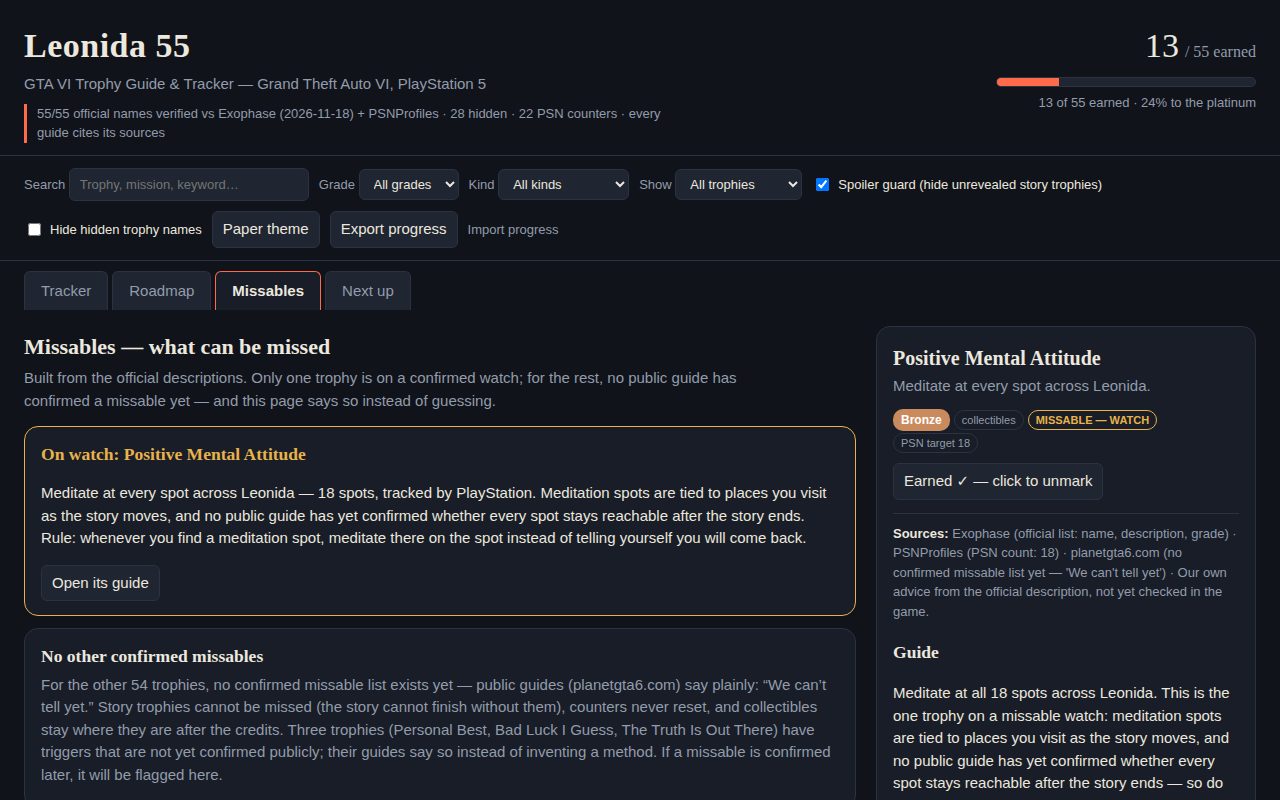 Leonida 55
GTA VI Trophy Guide & Tracker — Grand Theft Auto VI, PlayStation 5
55/55 official names verified vs Exophase (2026-11-18) + PSNProfiles · 28 hidden · 22 PSN counters · every
guide cites its sources
13 / 55 earned
13 of 55 earned · 24% to the platinum
Search Trophy, mission, keyword… Grade All grades Kind All kinds Show All trophies Spoiler guard (hide unrevealed story trophies)
Hide hidden trophy names Paper theme Export progress Import progress
Tracker Roadmap Missables Next up
Missables — what can be missed
Built from the official descriptions. Only one trophy is on a confirmed watch; for the rest, no public guide has
confirmed a missable yet — and this page says so instead of guessing.
On watch: Positive Mental Attitude
Meditate at every spot across Leonida — 18 spots, tracked by PlayStation. Meditation spots are tied to places you visit
as the story moves, and no public guide has yet confirmed whether every spot stays reachable after the story ends.
Rule: whenever you find a meditation spot, meditate there on the spot instead of telling yourself you will come back.
Open its guide
No other confirmed missables
For the other 54 trophies, no confirmed missable list exists yet — public guides (planetgta6.com) say plainly: “We can’t
tell yet.” Story trophies cannot be missed (the story cannot finish without them), counters never reset, and collectibles
stay where they are after the credits. Three trophies (Personal Best, Bad Luck I Guess, The Truth Is Out There) have
triggers that are not yet confirmed publicly; their guides say so instead of inventing a method. If a missable is confirmed
later, it will be flagged here.
Positive Mental Attitude
Meditate at every spot across Leonida.
Bronze collectibles MISSABLE — WATCH
PSN target 18
Earned ✓ — click to unmark
Sources: Exophase (official list: name, description, grade) ·
PSNProfiles (PSN count: 18) · planetgta6.com (no
confirmed missable list yet — 'We can't tell yet') · Our own
advice from the official description, not yet checked in the
game.
Guide
Meditate at all 18 spots across Leonida. This is the
one trophy on a missable watch: meditation spots
are tied to places you visit as the story moves, and
no public guide has yet confirmed whether every
spot stays reachable after the story ends — so do